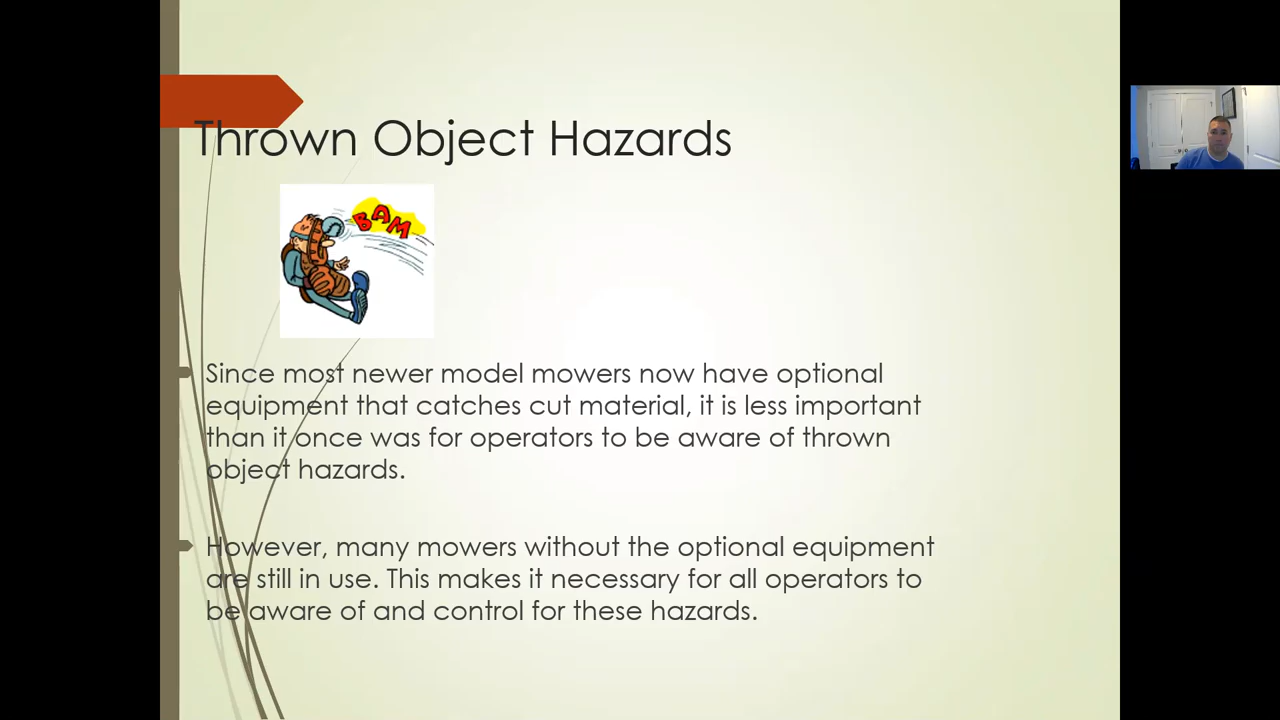 Thrown Object Hazards
BAM
Since most newer model mowers now have optional
equipment that catches cut material, it is less important
than it once was for operators to be aware of thrown
object hazards.
However, many mowers without the optional equipment
are still in use. This makes it necessary for all operators to
be aware of and control for these hazards.